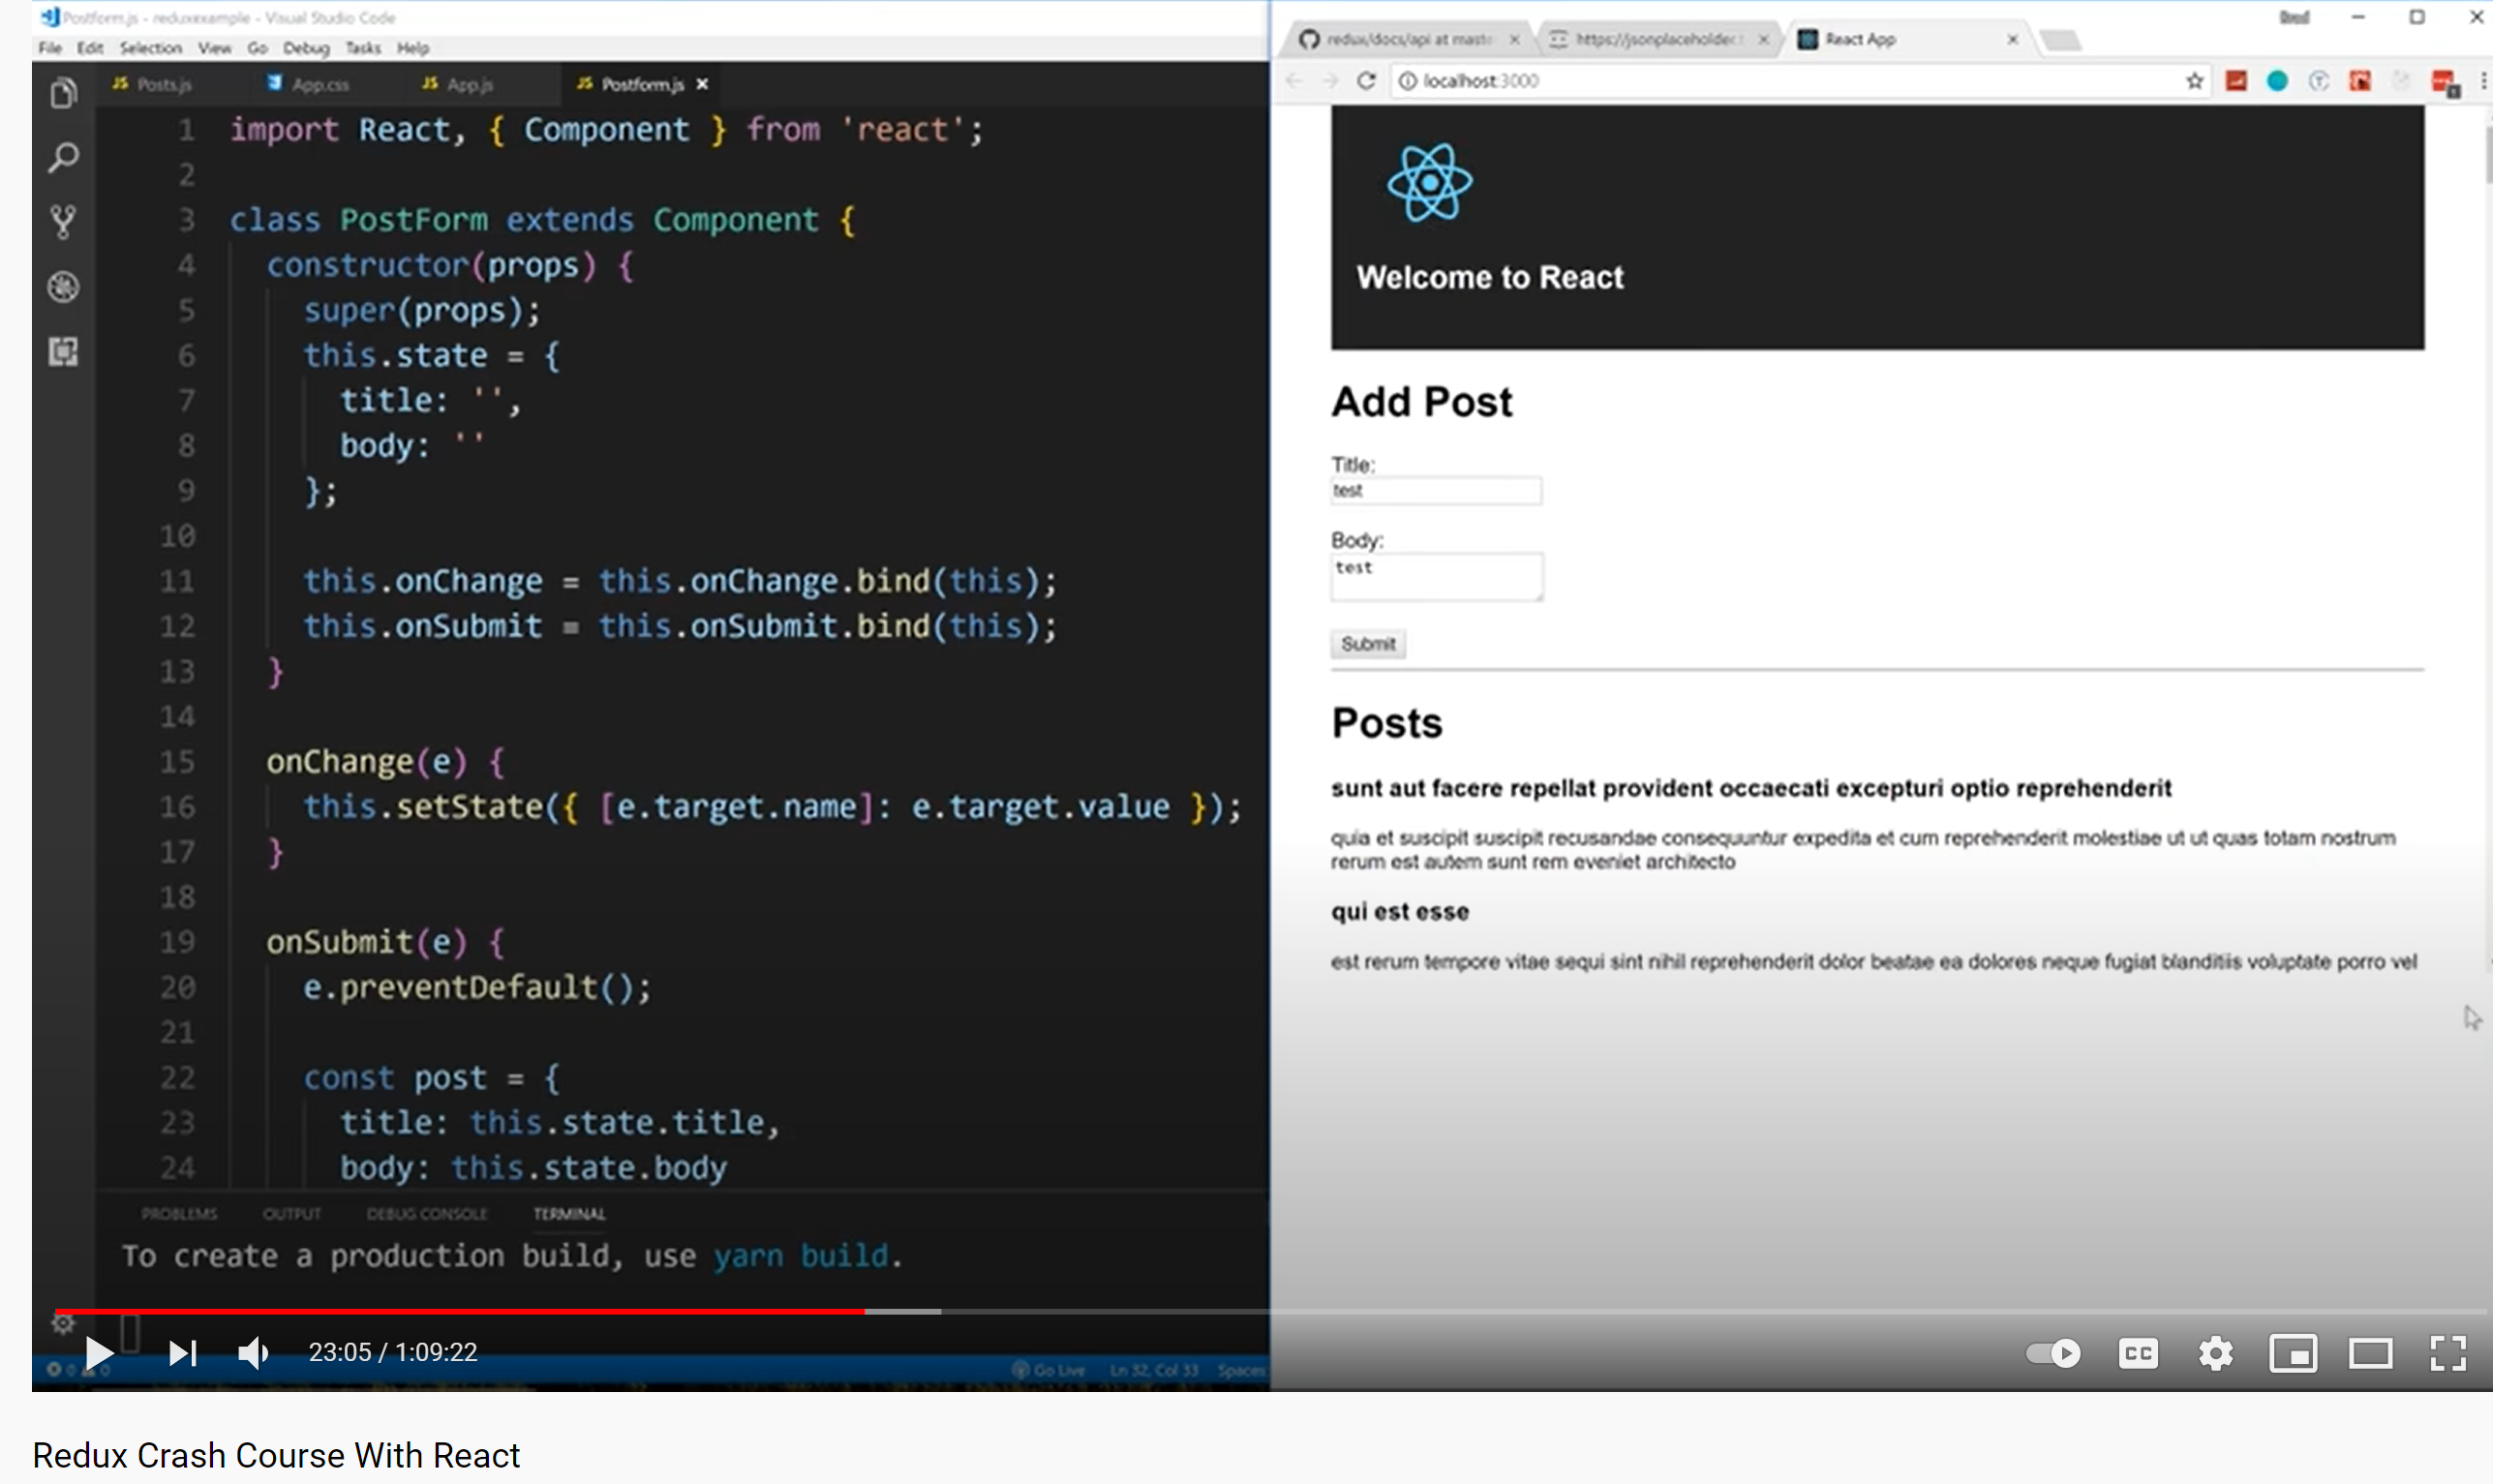 Postform.js - reduxexample - Visual Studio Code
File Edit Selection View Go Debug Tasks Help
Posts.js App.css App.js Postform.js
1 import React, { Component } from 'react';
2
3 class PostForm extends Component {
4 constructor(props) {
5 super(props);
6 this.state = {
7 title: '',
8 body: ''
9 };
10
11 this.onChange = this.onChange.bind(this);
12 this.onSubmit = this.onSubmit.bind(this);
13 }
14
15 onChange(e) {
16 this.setState({ [e.target.name]: e.target.value });
17 }
18
19 onSubmit(e) {
20 e.preventDefault();
21
22 const post = {
23 title: this.state.title,
24 body: this.state.body
PROBLEMS OUTPUT DEBUG CONSOLE TERMINAL
To create a production build, use yarn build.
Go Live Ln 32, Col 33 Spaces:
redux/docs/api at maste https://jsonplaceholder.t React App
Brad
localhost:3000
Welcome to React
Add Post
Title:
test
Body:
test
Submit
Posts
sunt aut facere repellat provident occaecati excepturi optio reprehenderit
quia et suscipit suscipit recusandae consequuntur expedita et cum reprehenderit molestiae ut ut quas totam nostrum
rerum est autem sunt rem eveniet architecto
qui est esse
est rerum tempore vitae sequi sint nihil reprehenderit dolor beatae ea dolores neque fugiat blanditiis voluptate porro vel
23:05 / 1:09:22
CC
Redux Crash Course With React